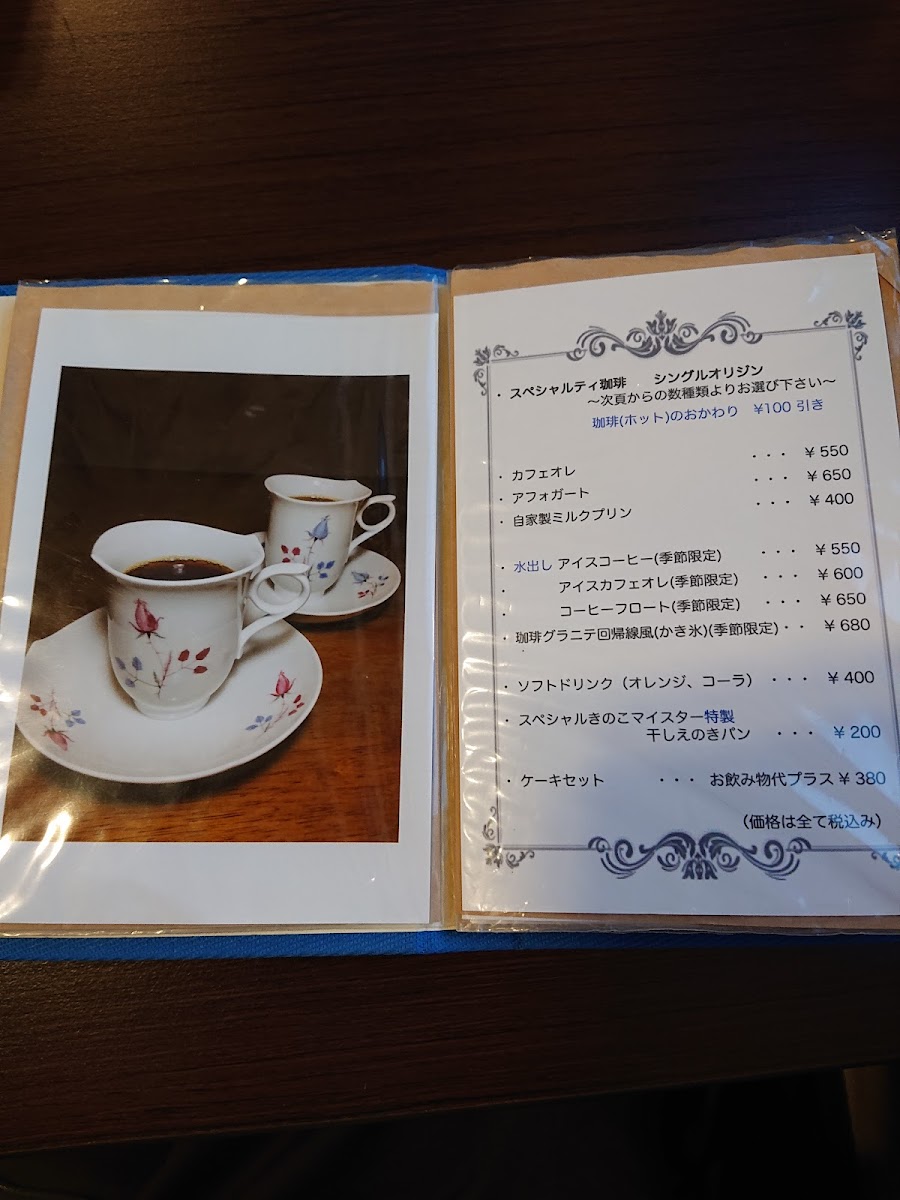 ・スペシャルティ珈琲　シングルオリジン
〜次頁からの数種類よりお選び下さい〜
珈琲(ホット)のおかわり　¥100 引き
・カフェオレ　・・・　¥ 550
・アフォガート　・・・　¥ 650
・自家製ミルクプリン　・・・　¥ 400
・水出し アイスコーヒー(季節限定)　・・・　¥ 550
・アイスカフェオレ(季節限定)　・・・　¥ 600
・コーヒーフロート(季節限定)　・・・　¥ 650
・珈琲グラニテ回帰線風(かき氷)(季節限定)・・　¥ 680
・ソフトドリンク（オレンジ、コーラ）　・・・　¥ 400
・スペシャルきのこマイスター特製
干しえのきパン　・・・　¥ 200
・ケーキセット　・・・　お飲み物代プラス ¥ 380
（価格は全て税込み）